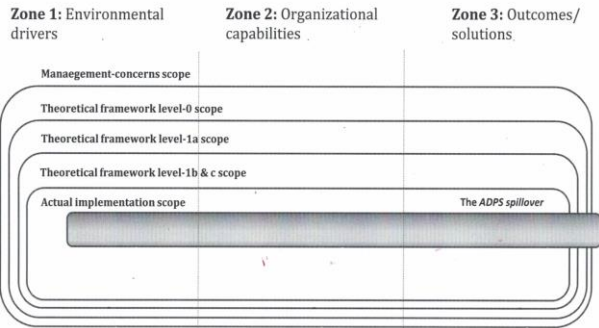 Zone 1: Environmental
drivers
Zone 2: Organizational
capabilities
Zone 3: Outcomes/
solutions
Manaegement-concerns scope
Theoretical framework level-0 scope
Theoretical framework level-1a scope
Theoretical framework level-1b & c scope
Actual implementation scope
The ADPS spillover